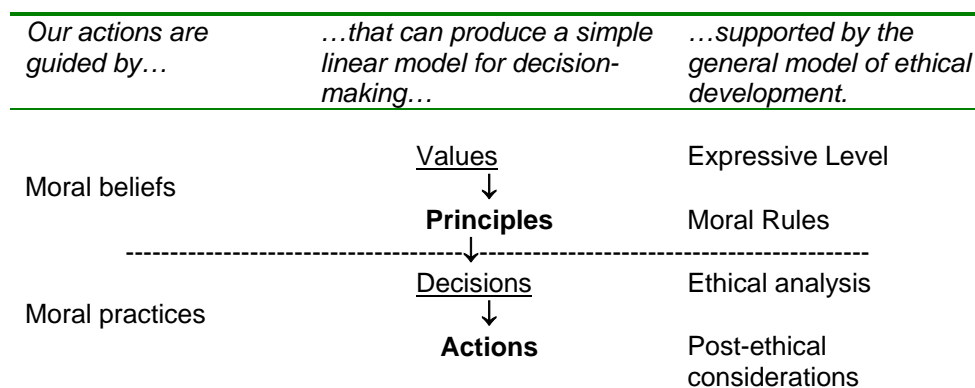 Our actions are guided by…
…that can produce a simple linear model for decision-making…
…supported by the general model of ethical development.
Values
Expressive Level
Moral beliefs
↓
Principles
Moral Rules
↓
Decisions
Ethical analysis
Moral practices
↓
Actions
Post-ethical
considerations